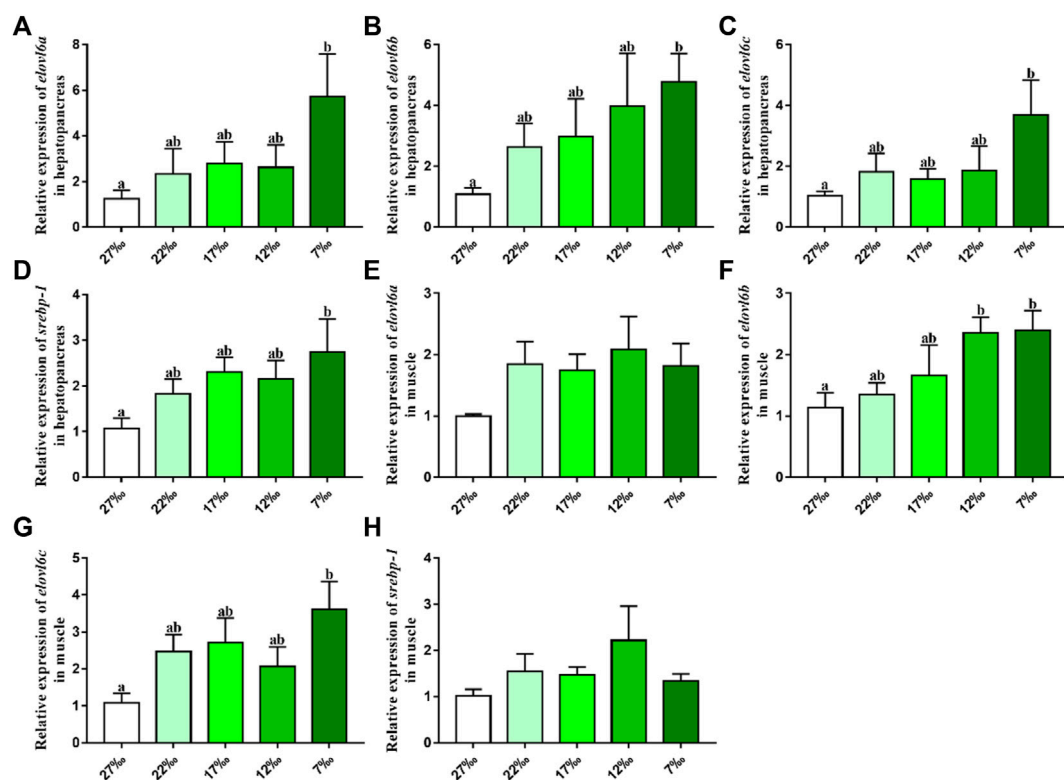 A
Relative expression of elovl6a
in hepatopancreas
8
6
4
2
0
a
ab
ab
ab
b
27‰
22‰
17‰
12‰
7‰
B
Relative expression of elovl6b
in hepatopancreas
6
4
2
0
a
ab
ab
ab
b
27‰
22‰
17‰
12‰
7‰
C
Relative expression of elovl6c
in hepatopancreas
6
4
2
0
a
ab
ab
ab
b
27‰
22‰
17‰
12‰
7‰
D
Relative expression of srebp-1
in hepatopancreas
4
3
2
1
0
a
ab
ab
ab
b
27‰
22‰
17‰
12‰
7‰
E
Relative expression of elovl6a
in muscle
3
2
1
0
27‰
22‰
17‰
12‰
7‰
F
Relative expression of elovl6b
in muscle
3
2
1
0
a
ab
ab
b
b
27‰
22‰
17‰
12‰
7‰
G
Relative expression of elovl6c
in muscle
5
4
3
2
1
0
a
ab
ab
ab
b
27‰
22‰
17‰
12‰
7‰
H
Relative expression of srebp-1
in muscle
4
3
2
1
0
27‰
22‰
17‰
12‰
7‰